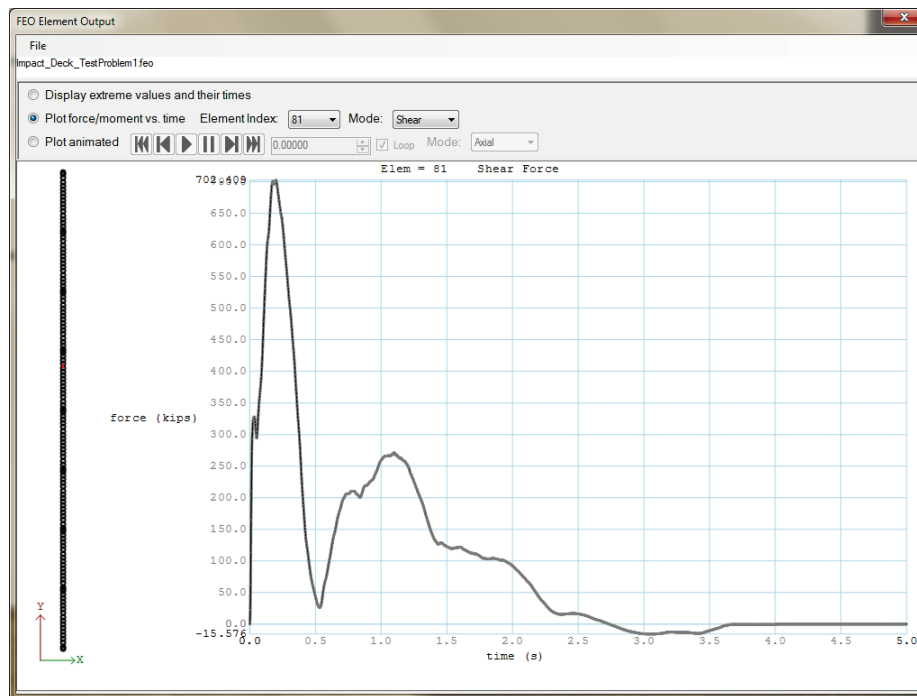 FEO Element Output
x
File
Impact_Deck_TestProblem1.feo
Display extreme values and their times
Plot force/moment vs. time Element Index: 81 Mode: Shear
Plot animated 0.00000 Loop Mode: Axial
Elem = 81 Shear Force
702.409
650.0
600.0
550.0
500.0
450.0
400.0
350.0
force (kips)
300.0
250.0
200.0
150.0
100.0
50.0
0.0
-15.576
0.0 0.5 1.0 1.5 2.0 2.5 3.0 3.5 4.0 4.5 5.0
time (s)
Y
X